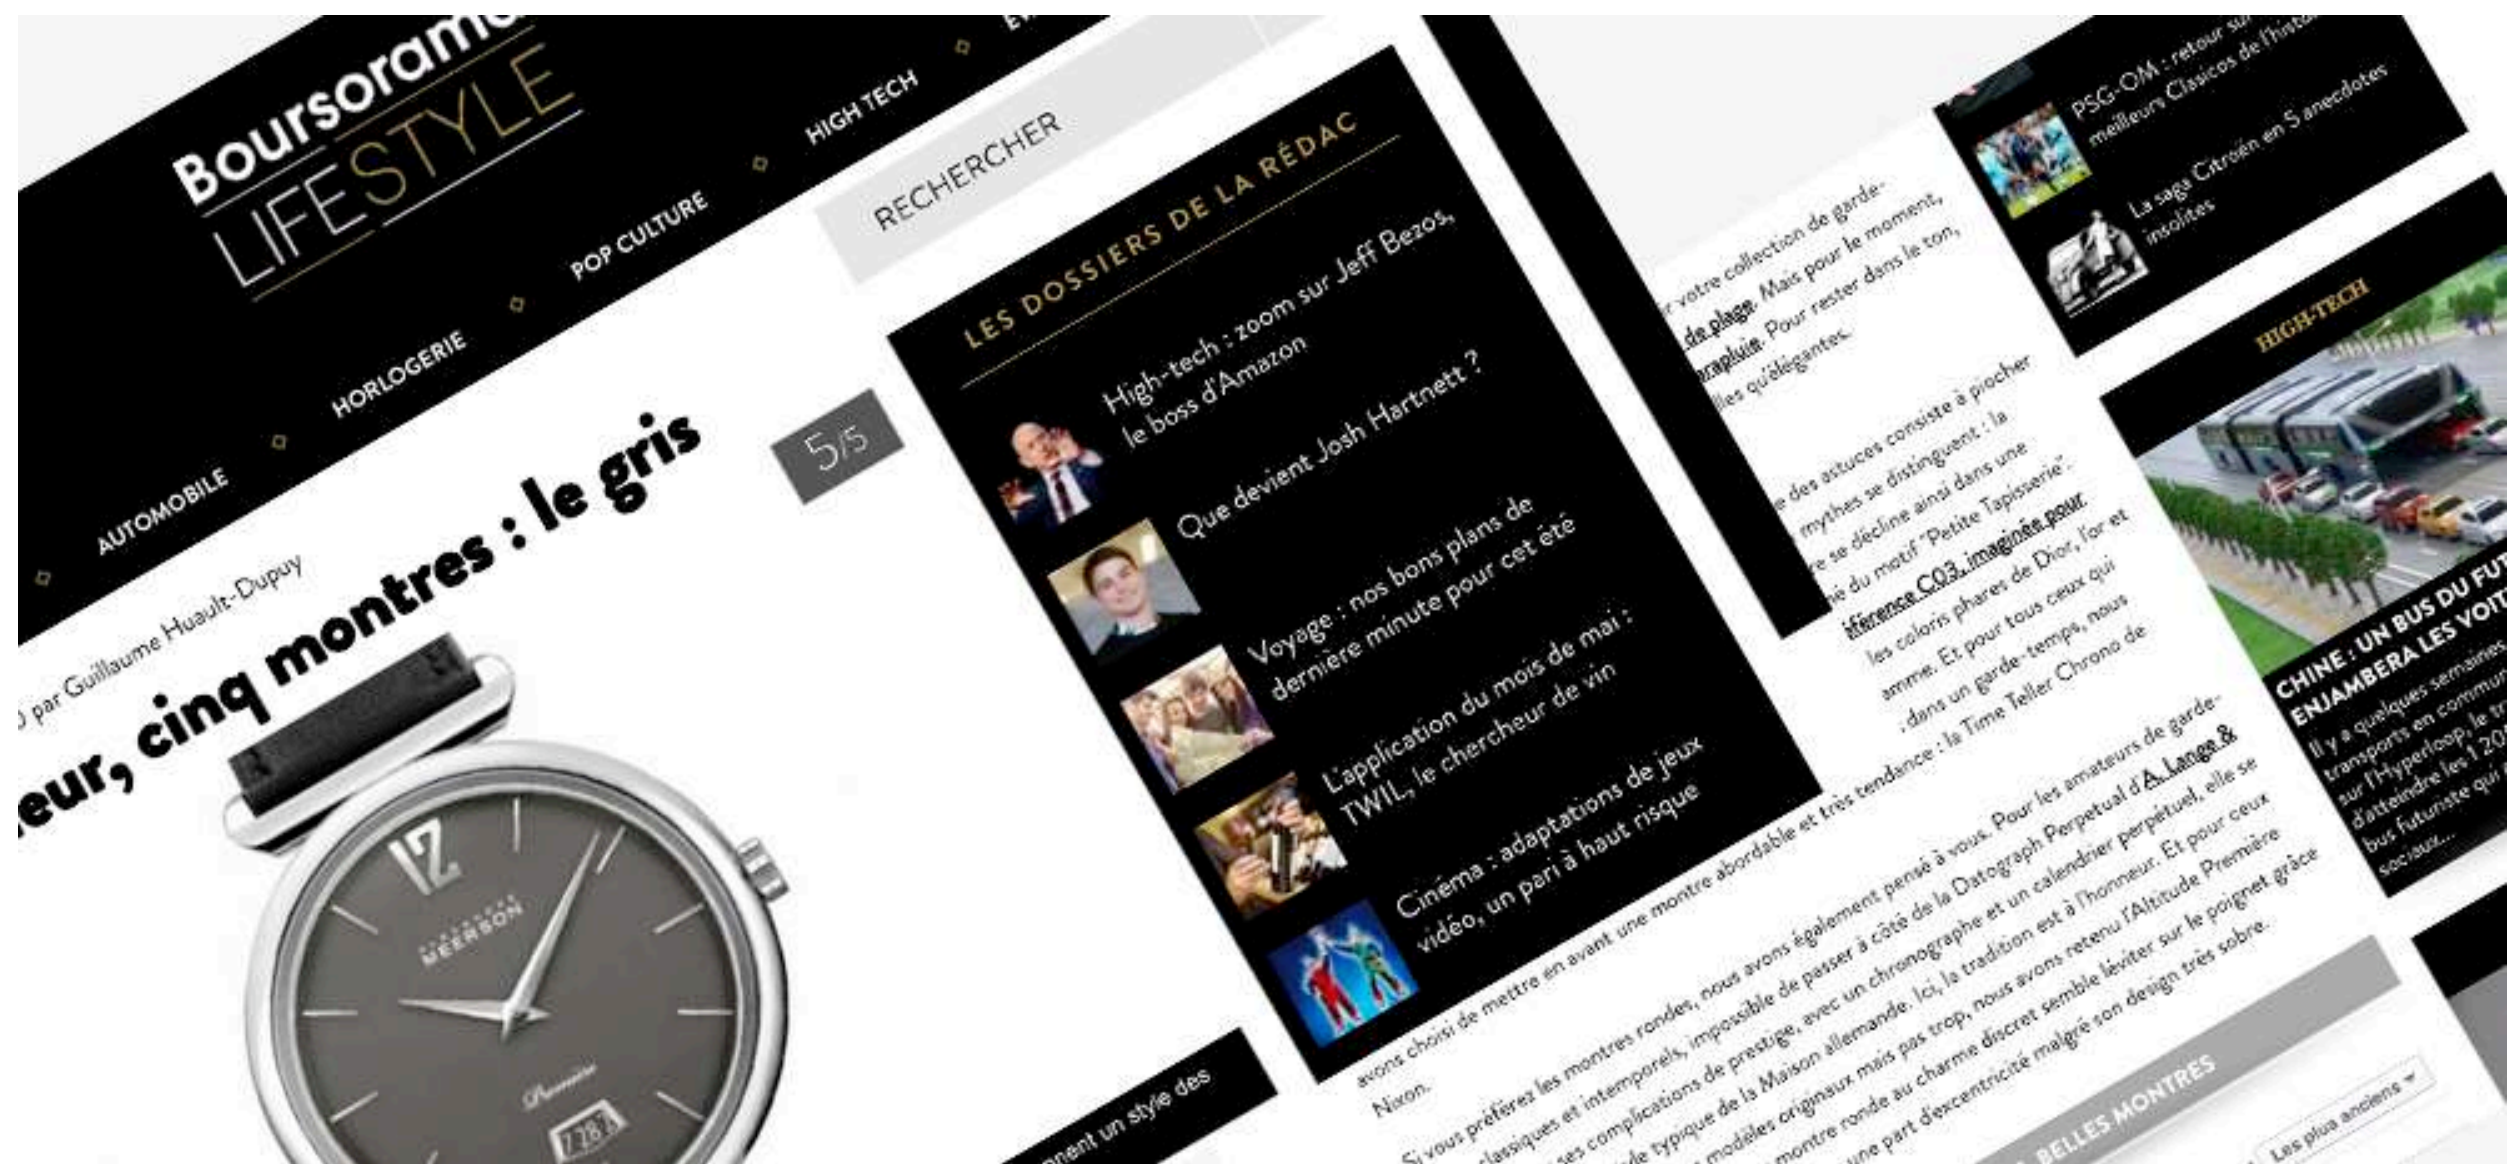 Boursorama
LIFESTYLE
AUTOMOBILE
HORLOGERIE
POP CULTURE
HIGH TECH
par Guillaume Huault-Dupuy
eur, cinq montres : le gris
5/5
12
MEERSON
Première
RECHERCHER
LES DOSSIERS DE LA RÉDAC
High-tech : zoom sur Jeff Bezos,
le boss d'Amazon
Que devient Josh Hartnett ?
Voyage : nos bons plans de
dernière minute pour cet été
L'application du mois de mai :
TWIL, le chercheur de vin
Cinéma : adaptations de jeux
vidéo, un pari à haut risque
nent un style des
votre collection de garde-
de plage. Mais pour le moment,
rapluie. Pour rester dans le ton,
lles qu'élégantes.
e des astuces consiste à piocher
mythes se distinguent : la
re se décline ainsi dans une
né du motif "Petite Tapisserie".
éférence C03, imaginée pour
les coloris phares de Dior, l'or et
amme. Et pour tous ceux qui
: dans un garde-temps, nous
avons choisi de mettre en avant une montre abordable et très tendance : la Time Teller Chrono de
Nixon.
Si vous préférez les montres rondes, nous avons également pensé à vous. Pour les amateurs de garde-
classiques et intemporels, impossible de passer à côté de la Datograph Perpetual d'A. Lange &
ses complications de prestige, avec un chronographe et un calendrier perpétuel, elle se
de typique de la Maison allemande. Ici, la tradition est à l'honneur. Et pour ceux
modèles originaux mais pas trop, nous avons retenu l'Altitude Première
montre ronde au charme discret semble léviter sur le poignet grâce
une part d'excentricité malgré son design très sobre.
BELLES MONTRES
Les plus anciens
PSG-OM : retour sur
meilleurs Clasicos de l'histoi
La saga Citroën en 5 anecdotes
insolites
HIGH-TECH
CHINE : UN BUS DU FUT
ENJAMBERA LES VOIT
Il y a quelques semaines,
transports en commun
sur l'Hyperloop, le tr
d'atteindre les 1 20
bus futuriste qui
sociaux...